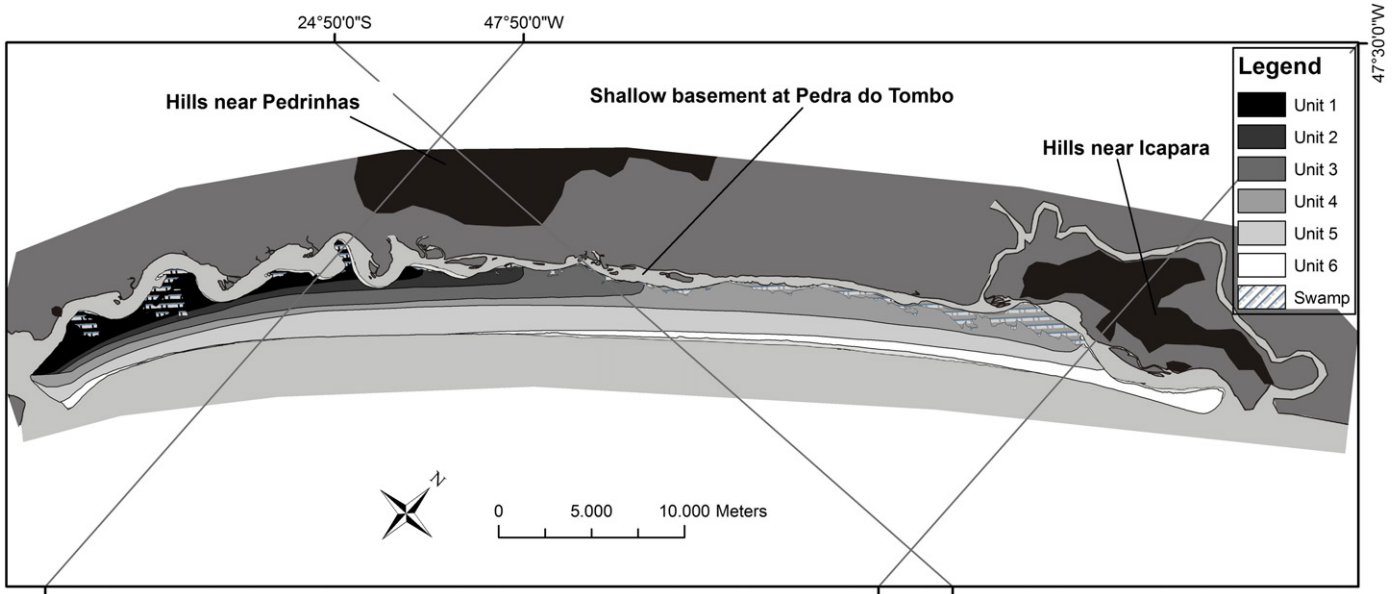 24°50'0"S
47°50'0"W
47°30'0"W
Hills near Pedrinhas
Shallow basement at Pedra do Tombo
Hills near Icapara
Legend
Unit 1
Unit 2
Unit 3
Unit 4
Unit 5
Unit 6
Swamp
N
0 5.000 10.000 Meters